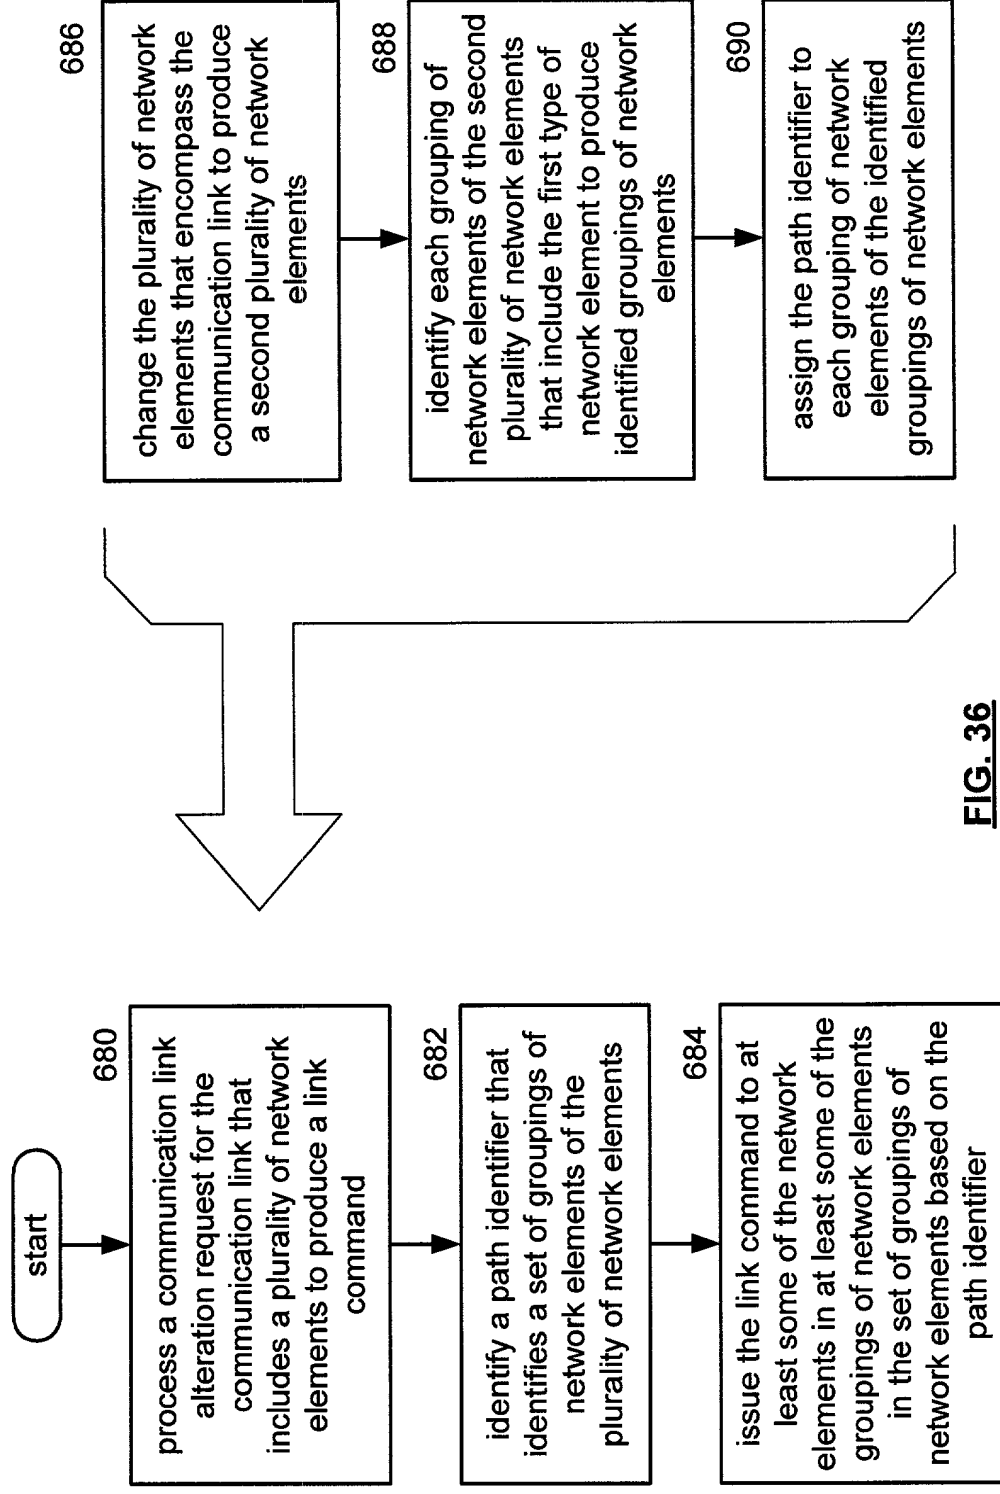 start
680
process a communication link
alteration request for the
communication link that
includes a plurality of network
elements to produce a link
command
682
identify a path identifier that
identifies a set of groupings of
network elements of the
plurality of network elements
684
issue the link command to at
least some of the network
elements in at least some of the
groupings of network elements
in the set of groupings of
network elements based on the
path identifier
686
change the plurality of network
elements that encompass the
communication link to produce
a second plurality of network
elements
688
identify each grouping of
network elements of the second
plurality of network elements
that include the first type of
network element to produce
identified groupings of network
elements
690
assign the path identifier to
each grouping of network
elements of the identified
groupings of network elements
FIG. 36